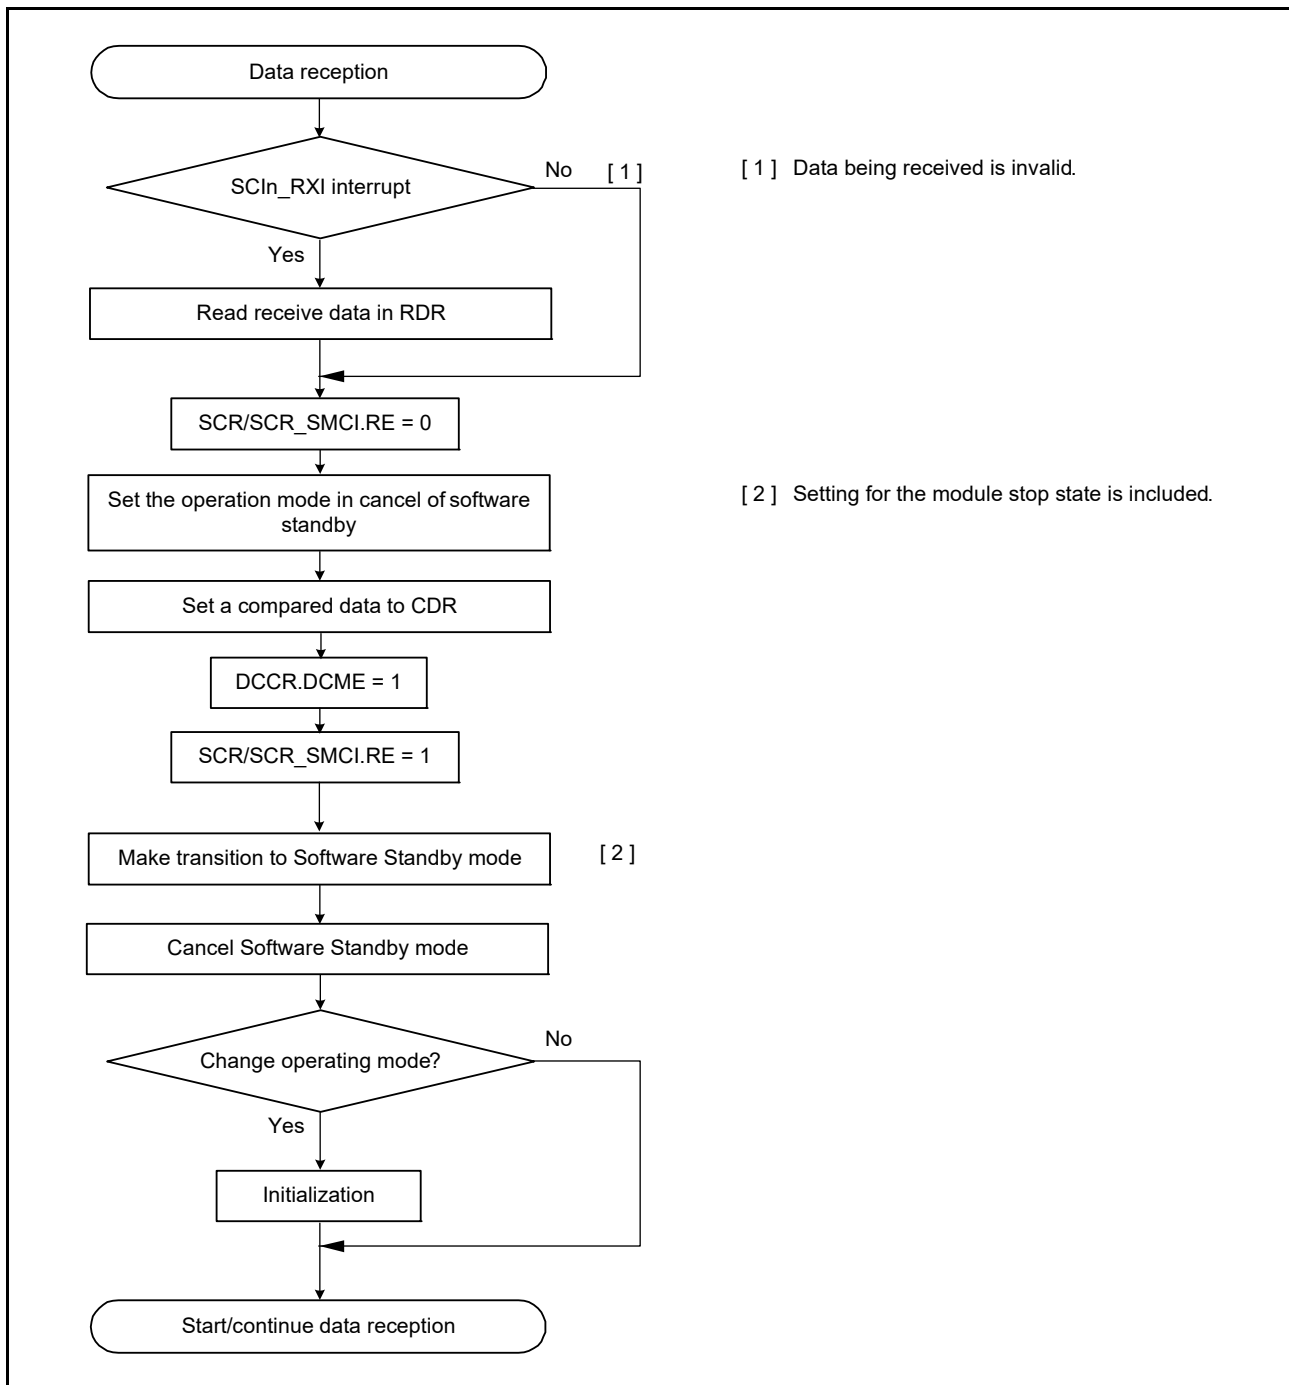 Data reception
SCIn_RXI interrupt
No [ 1 ]
[ 1 ] Data being received is invalid.
Yes
Read receive data in RDR
SCR/SCR_SMCI.RE = 0
Set the operation mode in cancel of software
standby
[ 2 ] Setting for the module stop state is included.
Set a compared data to CDR
DCCR.DCME = 1
SCR/SCR_SMCI.RE = 1
Make transition to Software Standby mode
[ 2 ]
Cancel Software Standby mode
Change operating mode?
No
Yes
Initialization
Start/continue data reception